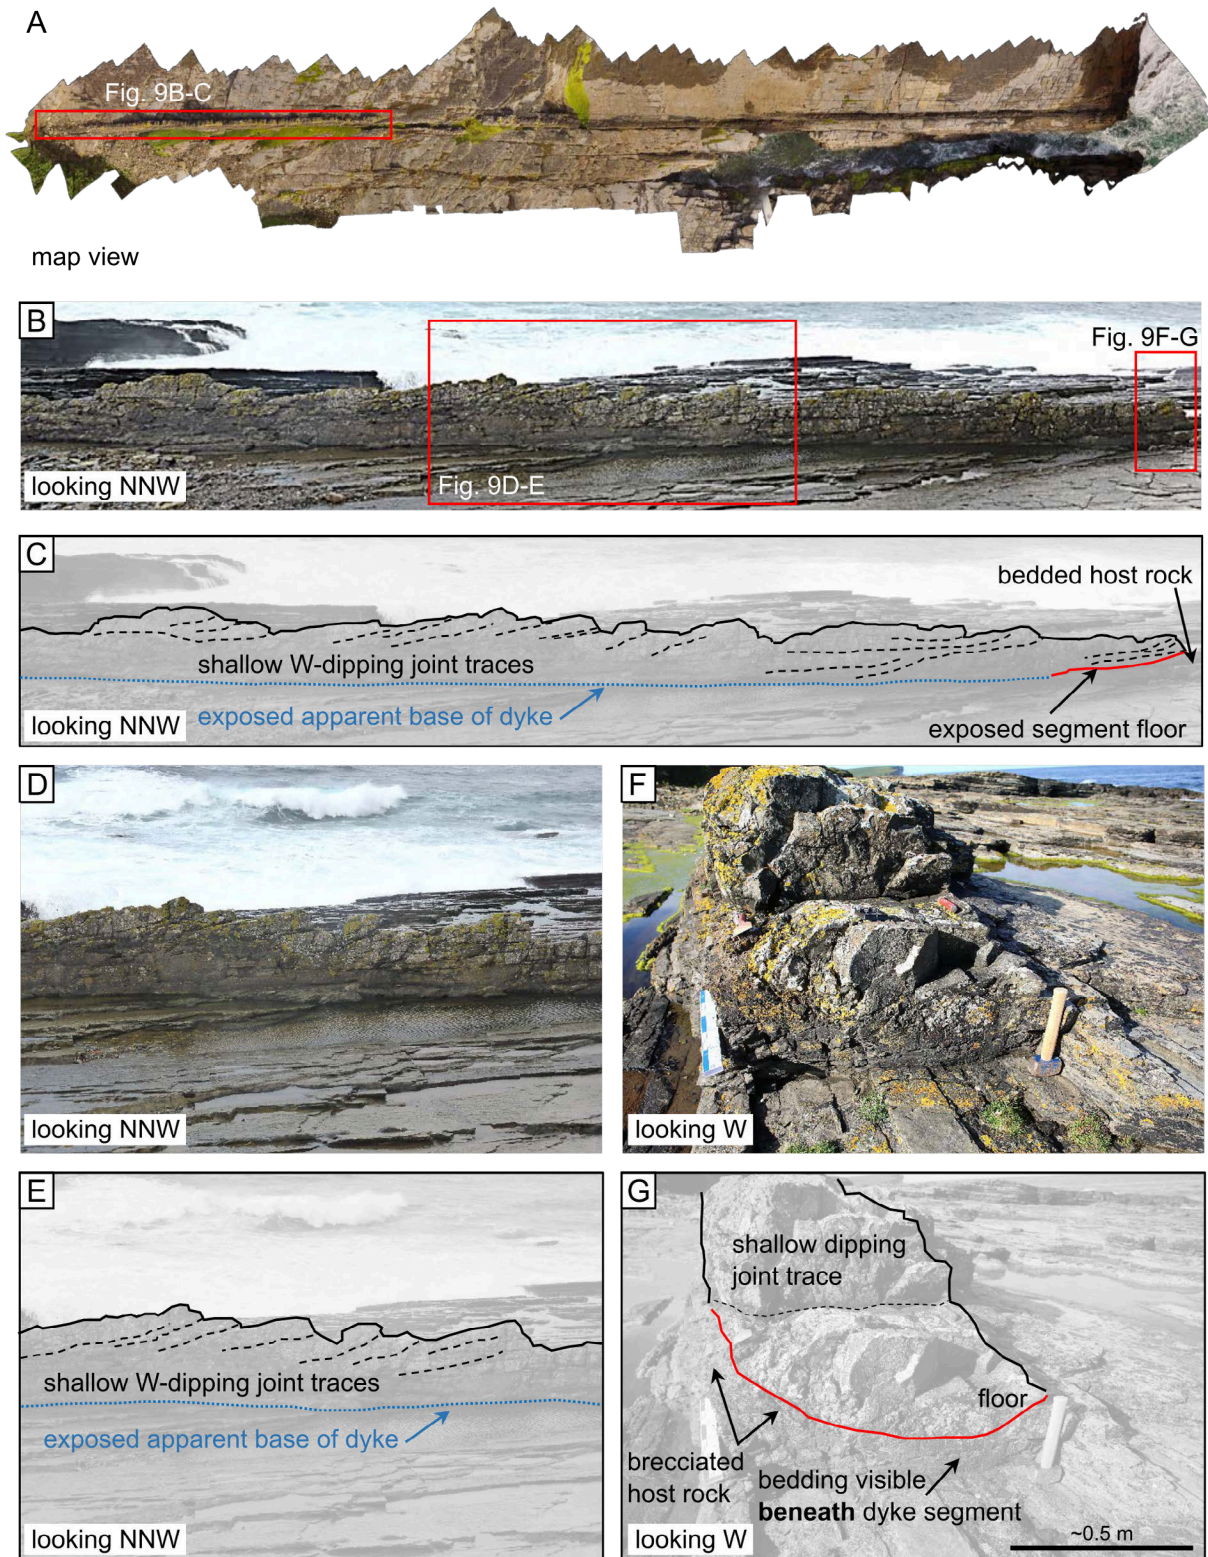 A
Fig. 9B-C
map view
B
Fig. 9F-G
Fig. 9D-E
looking NNW
C
bedded host rock
shallow W-dipping joint traces
exposed apparent base of dyke
exposed segment floor
looking NNW
D
looking NNW
F
looking W
E
shallow W-dipping joint traces
exposed apparent base of dyke
looking NNW
G
shallow dipping
joint trace
floor
brecciated
host rock
bedding visible
beneath dyke segment
looking W
~0.5 m